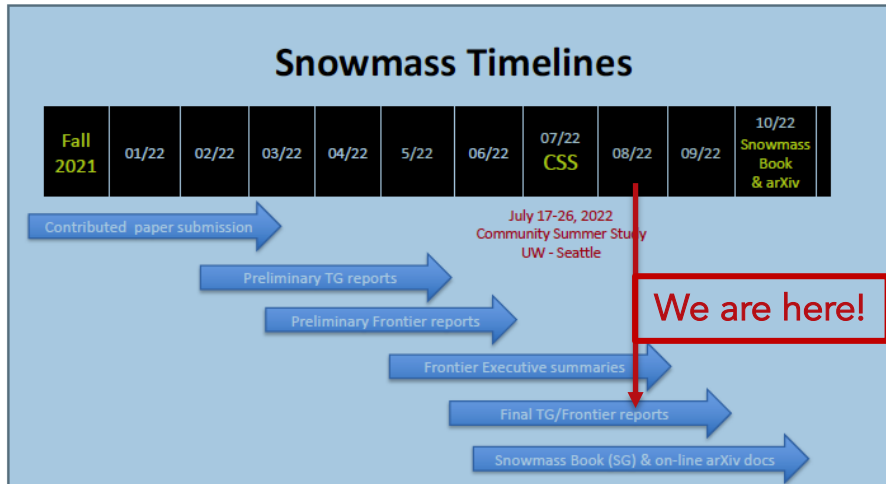 Snowmass Timelines
Fall
2021
01/22
02/22
03/22
04/22
5/22
06/22
07/22
CSS
08/22
09/22
10/22
Snowmass
Book
& arXiv
July 17-26, 2022
Community Summer Study
UW - Seattle
Contributed paper submission
Preliminary TG reports
Preliminary Frontier reports
We are here!
Frontier Executive summaries
Final TG/Frontier reports
Snowmass Book (SG) & on-line arXiv docs